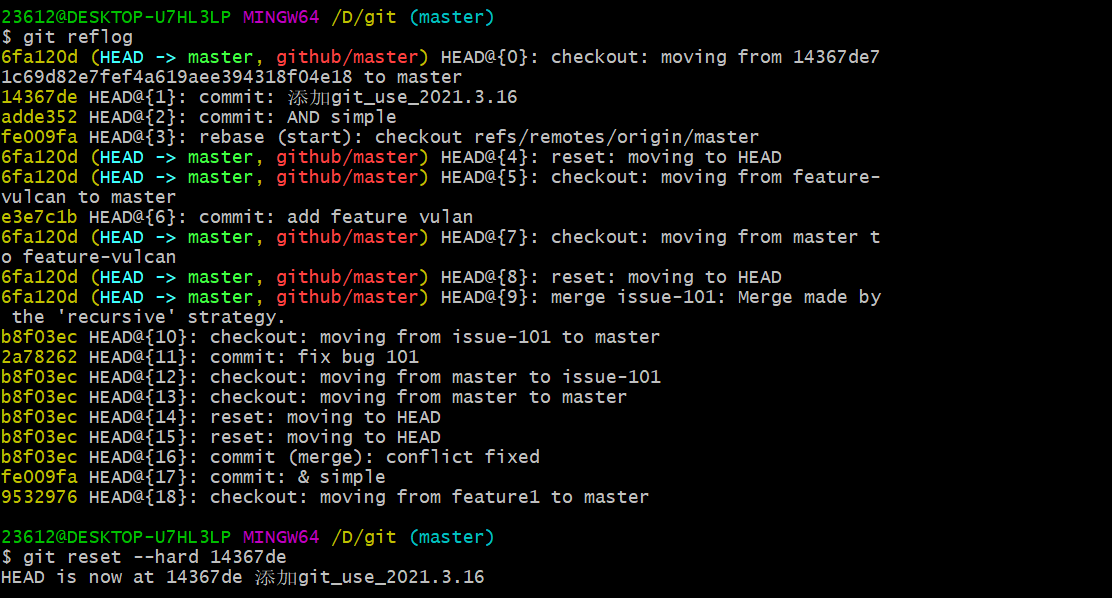 23612@DESKTOP-U7HL3LP MINGW64 /D/git (master)
$ git reflog
6fa120d (HEAD -> master, github/master) HEAD@{0}: checkout: moving from 14367de7
1c69d82e7fef4a619aee394318f04e18 to master
14367de HEAD@{1}: commit: 添加git_use_2021.3.16
adde352 HEAD@{2}: commit: AND simple
fe009fa HEAD@{3}: rebase (start): checkout refs/remotes/origin/master
6fa120d (HEAD -> master, github/master) HEAD@{4}: reset: moving to HEAD
6fa120d (HEAD -> master, github/master) HEAD@{5}: checkout: moving from feature-
vulcan to master
e3e7c1b HEAD@{6}: commit: add feature vulan
6fa120d (HEAD -> master, github/master) HEAD@{7}: checkout: moving from master t
o feature-vulcan
6fa120d (HEAD -> master, github/master) HEAD@{8}: reset: moving to HEAD
6fa120d (HEAD -> master, github/master) HEAD@{9}: merge issue-101: Merge made by
 the 'recursive' strategy.
b8f03ec HEAD@{10}: checkout: moving from issue-101 to master
2a78262 HEAD@{11}: commit: fix bug 101
b8f03ec HEAD@{12}: checkout: moving from master to issue-101
b8f03ec HEAD@{13}: checkout: moving from master to master
b8f03ec HEAD@{14}: reset: moving to HEAD
b8f03ec HEAD@{15}: reset: moving to HEAD
b8f03ec HEAD@{16}: commit (merge): conflict fixed
fe009fa HEAD@{17}: commit: & simple
9532976 HEAD@{18}: checkout: moving from feature1 to master
23612@DESKTOP-U7HL3LP MINGW64 /D/git (master)
$ git reset --hard 14367de
HEAD is now at 14367de 添加git_use_2021.3.16